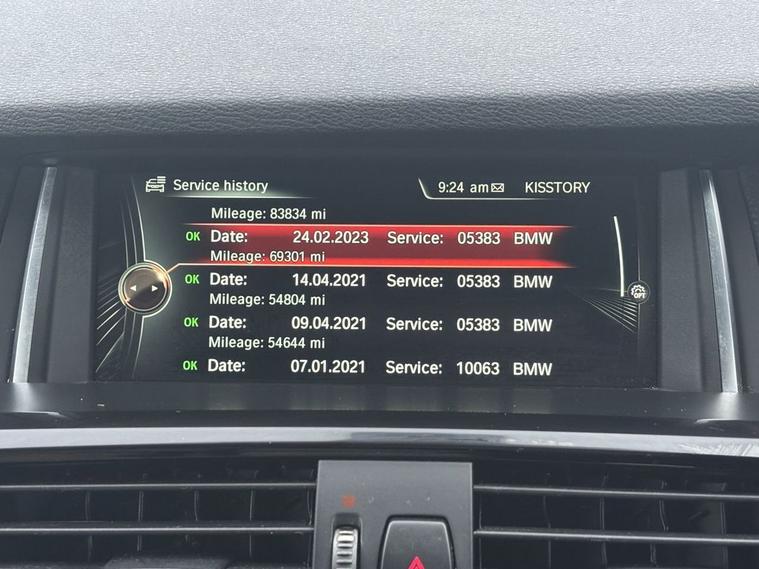 Service history 9:24 am KISSTORY
Mileage: 83834 mi
OK Date: 24.02.2023 Service: 05383 BMW
Mileage: 69301 mi
OK Date: 14.04.2021 Service: 05383 BMW
Mileage: 54804 mi
OK Date: 09.04.2021 Service: 05383 BMW
Mileage: 54644 mi
OK Date: 07.01.2021 Service: 10063 BMW
OPT